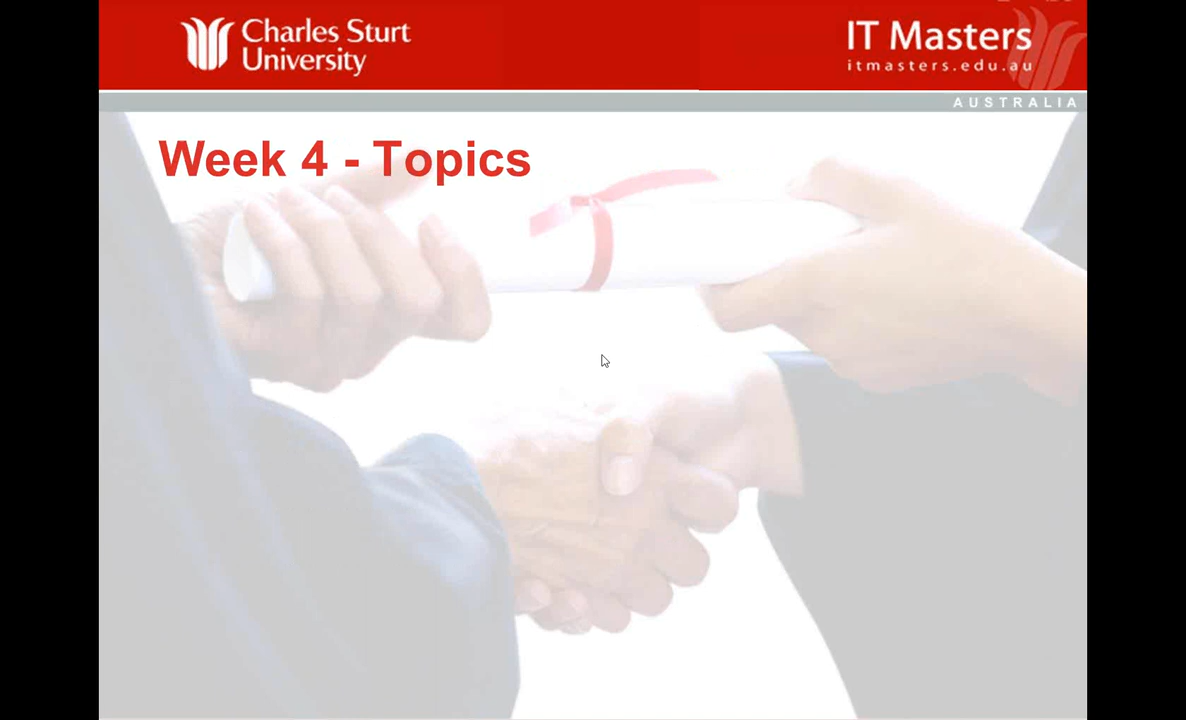 Charles Sturt
University
IT Masters
itmasters.edu.au
AUSTRALIA
Week 4 - Topics